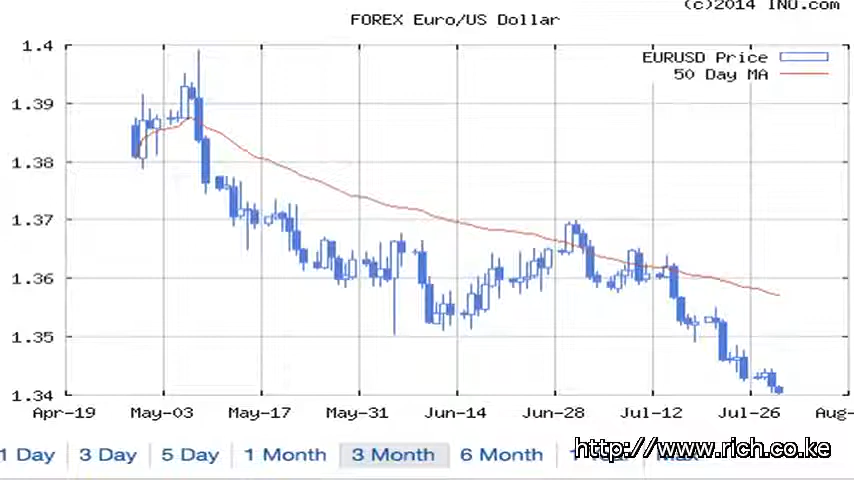 (c)2014 INO.com
FOREX Euro/US Dollar
EURUSD Price
50 Day MA
1.4
1.39
1.38
1.37
1.36
1.35
1.34
Apr-19 May-03 May-17 May-31 Jun-14 Jun-28 Jul-12 Jul-26 Aug-
1 Day 3 Day 5 Day 1 Month 3 Month 6 Month
http://www.rich.co.ke